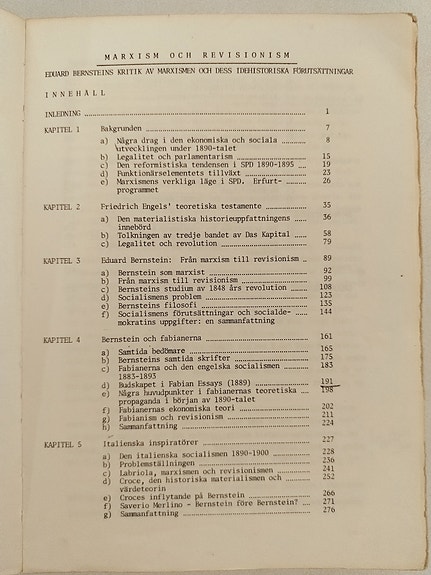 MARXISM OCH REVISIONISM
EDUARD BERNSTEINS KRITIK AV MARXISMEN OCH DESS IDEHISTORISKA FÖRUTSÄTTNINGAR
INNEHÅLL
INLEDNING 1
KAPITEL 1 Bakgrunden 7
a) Några drag i den ekonomiska och sociala 8
utvecklingen under 1890-talet
b) Legalitet och parlamentarism 15
c) Den reformistiska tendensen i SPD 1890-1895 19
d) Funktionärselementets tillväxt 23
e) Marxismens verkliga läge i SPD. Erfurt- 26
programmet
KAPITEL 2 Friedrich Engels' teoretiska testamente 35
a) Den materialistiska historieuppfattningens 36
innebörd
b) Tolkningen av tredje bandet av Das Kapital 58
c) Legalitet och revolution 79
KAPITEL 3 Eduard Bernstein: Från marxism till revisionism 89
a) Bernstein som marxist 92
b) Från marxism till revisionism 99
c) Bernsteins studium av 1848 års revolution 108
d) Socialismens problem 123
e) Bernsteins filosofi 135
f) Socialismens förutsättningar och socialde- 144
mokratins uppgifter: en sammanfattning
KAPITEL 4 Bernstein och fabianerna 161
a) Samtida bedömare 165
b) Bernsteins samtida skrifter 175
c) Fabianerna och den engelska socialismen 183
1883-1893
d) Budskapet i Fabian Essays (1889) 191
e) Några huvudpunkter i fabianernas teoretiska 198
propaganda i början av 1890-talet
f) Fabianernas ekonomiska teori 202
g) Fabianism och revisionism 211
h) Sammanfattning 224
KAPITEL 5 Italienska inspiratörer 227
a) Den italienska socialismen 1890-1900 228
b) Problemställningen 236
c) Labriola, marxismen och revisionismen 241
d) Croce, den historiska materialismen och 252
värdeteorin
e) Croces inflytande på Bernstein 266
f) Saverio Merlino - Bernstein före Bernstein? 271
g) Sammanfattning 276